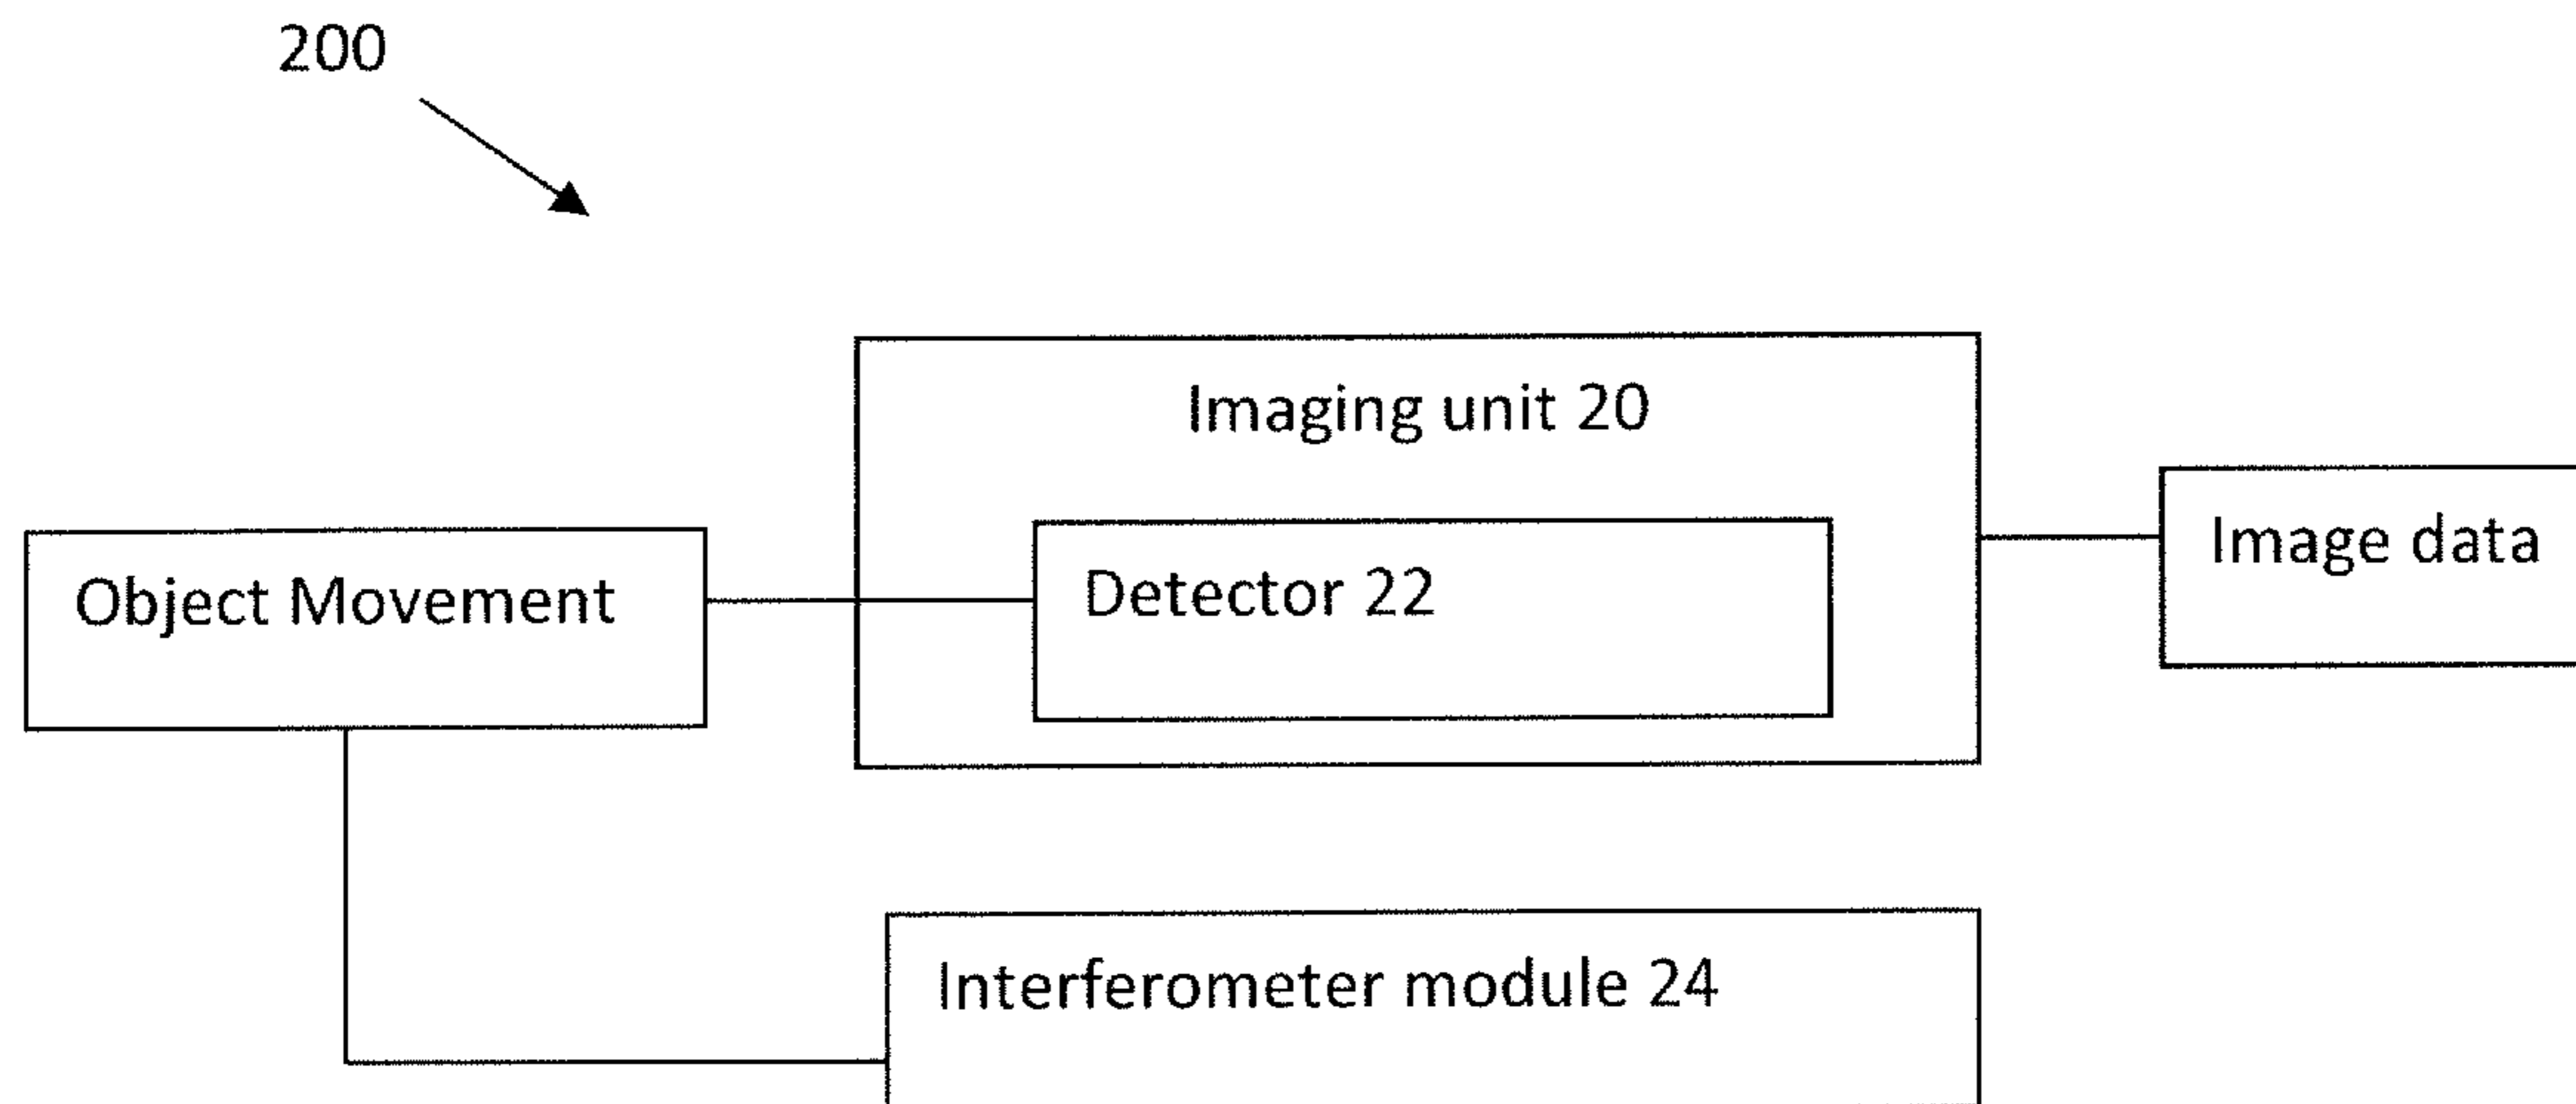 200
Imaging unit 20
Image data
Object Movement
Detector 22
Interferometer module 24